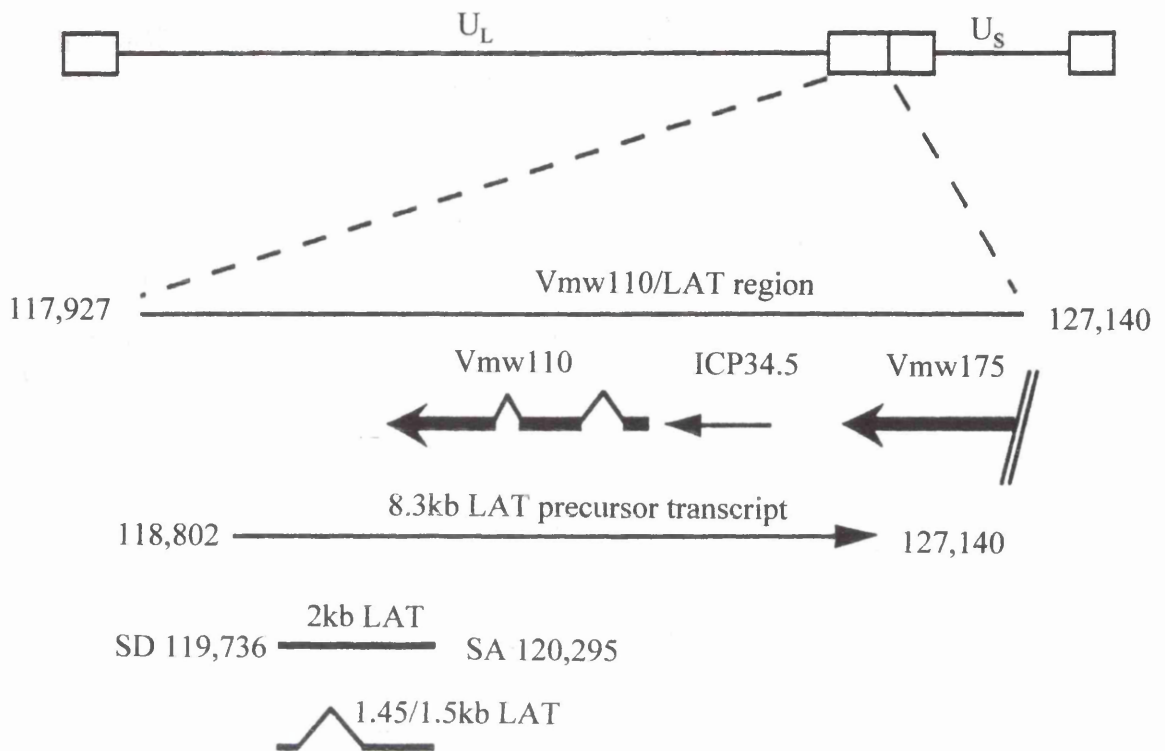 U_L U_S
Vmw110/LAT region
117,927 127,140
Vmw110 ICP34.5 Vmw175
8.3kb LAT precursor transcript
118,802 127,140
2kb LAT
SD 119,736 SA 120,295
1.45/1.5kb LAT